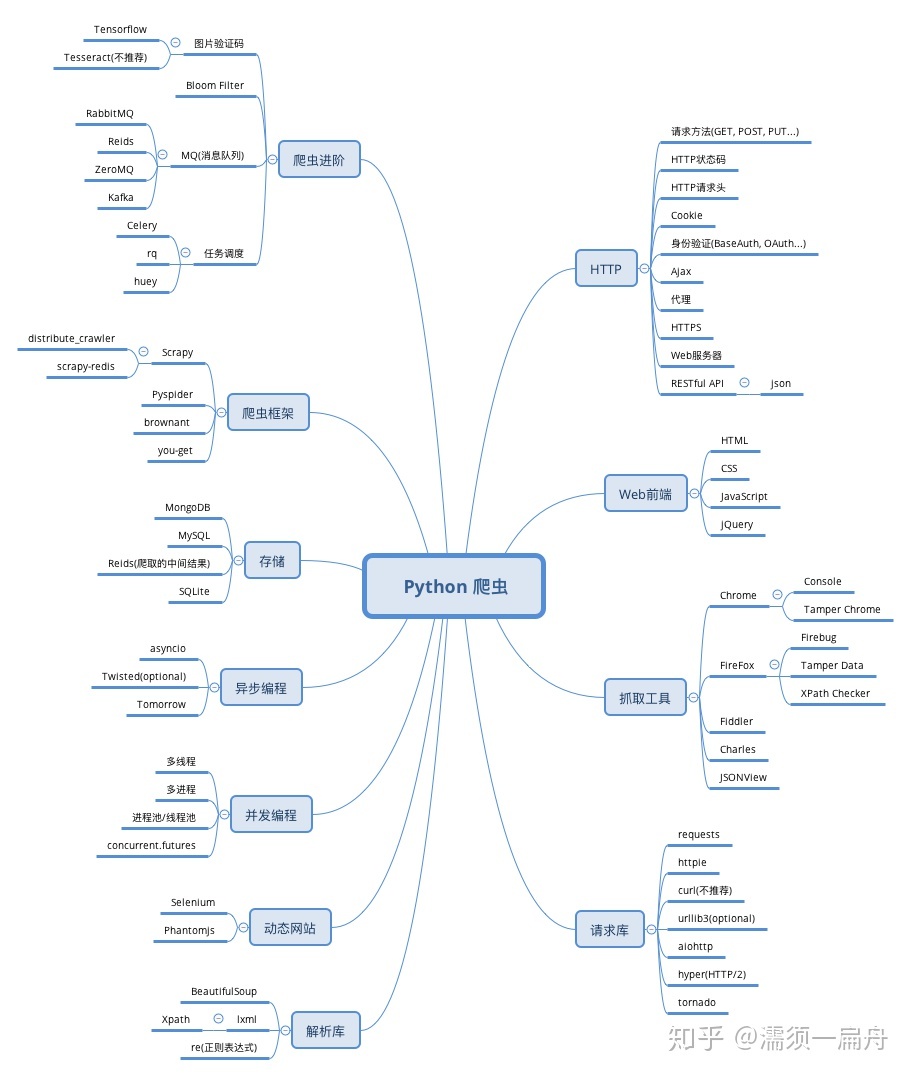 Python 爬虫
HTTP
请求方法(GET, POST, PUT...)
HTTP状态码
HTTP请求头
Cookie
身份验证(BaseAuth, OAuth...)
Ajax
代理
HTTPS
Web服务器
RESTful API
json
Web前端
HTML
CSS
JavaScript
jQuery
抓取工具
Chrome
Console
Tamper Chrome
FireFox
Firebug
Tamper Data
XPath Checker
Fiddler
Charles
JSONView
请求库
requests
httpie
curl(不推荐)
urllib3(optional)
aiohttp
hyper(HTTP/2)
tornado
爬虫进阶
图片验证码
Tensorflow
Tesseract(不推荐)
Bloom Filter
MQ(消息队列)
RabbitMQ
Reids
ZeroMQ
Kafka
任务调度
Celery
rq
huey
爬虫框架
Scrapy
distribute_crawler
scrapy-redis
Pyspider
brownant
you-get
存储
MongoDB
MySQL
Reids(爬取的中间结果)
SQLite
异步编程
asyncio
Twisted(optional)
Tomorrow
并发编程
多线程
多进程
进程池/线程池
concurrent.futures
动态网站
Selenium
Phantomjs
解析库
BeautifulSoup
lxml
Xpath
re(正则表达式)
知乎 @濡须一扁舟